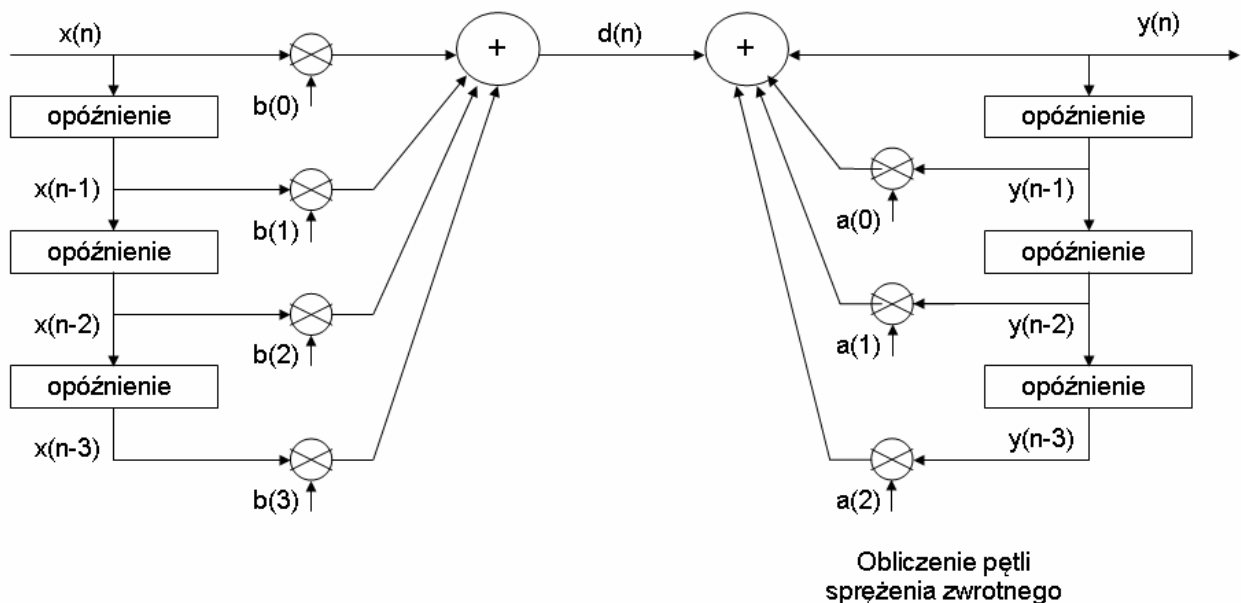 x(n)
+
d(n)
+
y(n)
opóźnienie
b(0)
opóźnienie
x(n-1)
b(1)
a(0)
y(n-1)
opóźnienie
opóźnienie
x(n-2)
b(2)
a(1)
y(n-2)
opóźnienie
opóźnienie
x(n-3)
b(3)
a(2)
y(n-3)
Obliczenie pętli
sprężenia zwrotnego